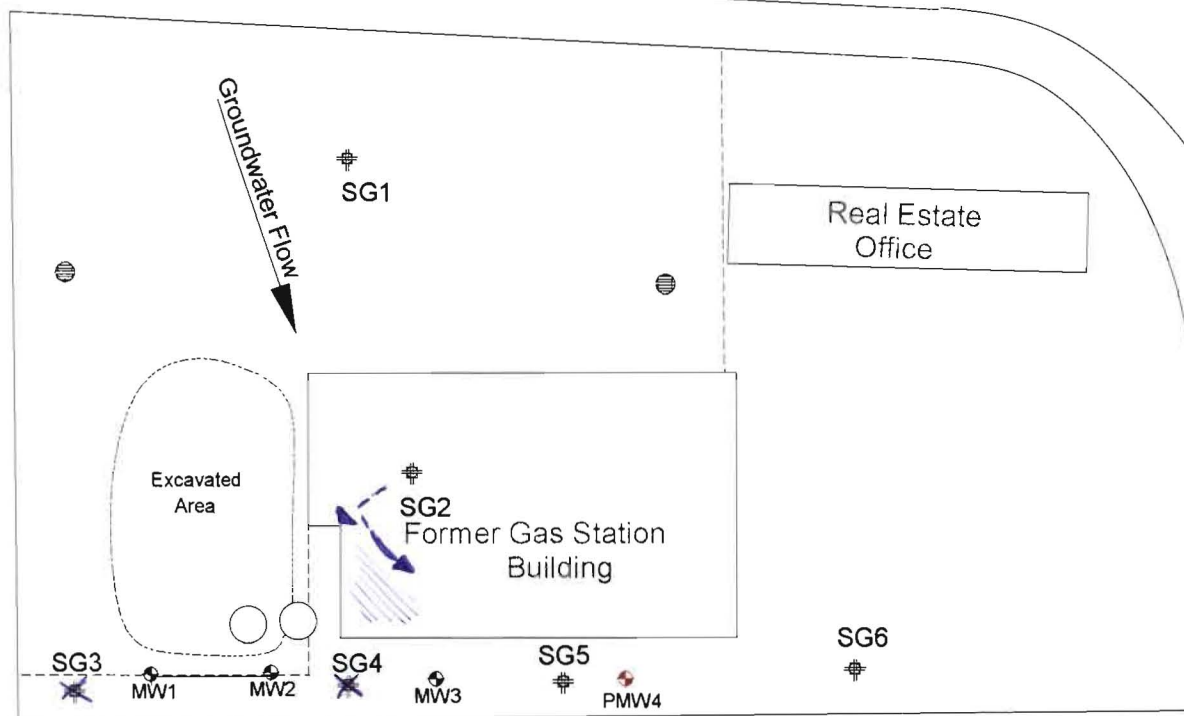 Groundwater Flow
SG1
Real Estate
Office
Excavated
Area
SG2
Former Gas Station
Building
SG3
MW1
MW2
SG4
MW3
SG5
PMW4
SG6